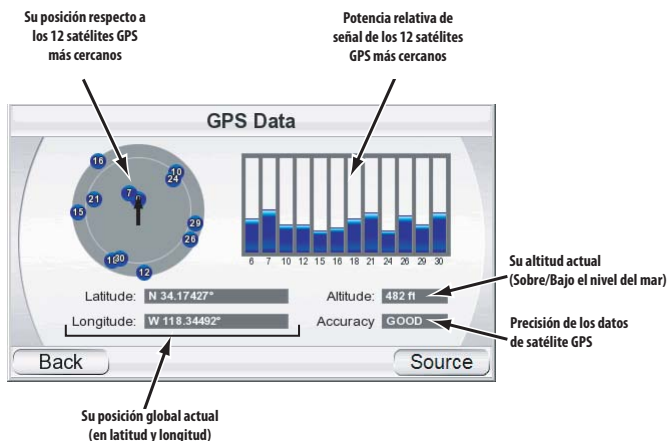 Su posición respecto a
los 12 satélites GPS
más cercanos
Potencia relativa de
señal de los 12 satélites
GPS más cercanos
GPS Data
16
10
24
7
21
15
29
26
30
12
6 7 10 12 15 16 18 21 24 26 29 30
Latitude: N 34.17427°
Altitude: 482 ft
Longitude: W 118.34492°
Accuracy GOOD
Su altitud actual
(Sobre/Bajo el nivel del mar)
Precisión de los datos
de satélite GPS
Back
Source
Su posición global actual
(en latitud y longitud)